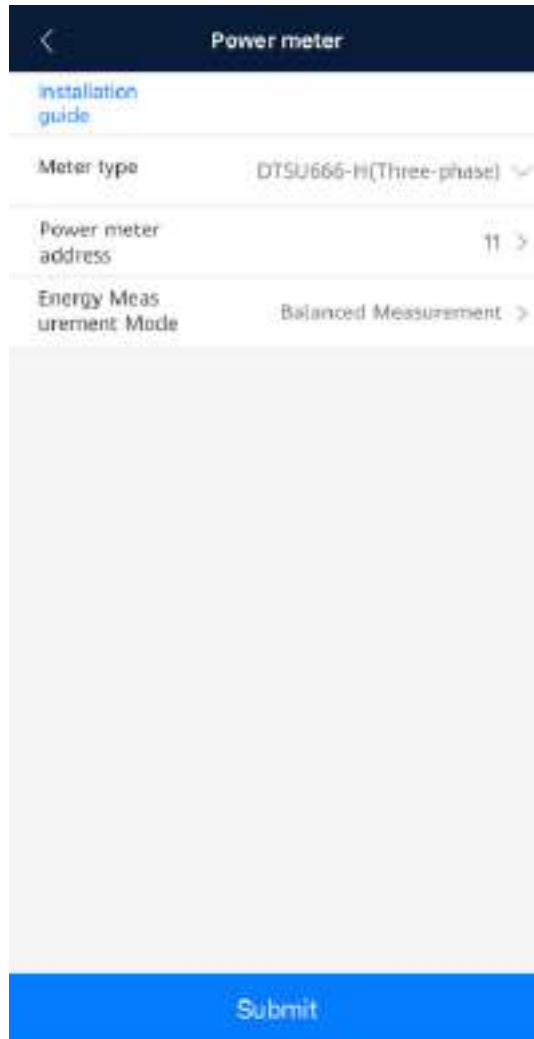 Power meter
Installation
guide
Meter type
DTSU666-H(Three-phase)
Power meter
address
11
Energy Meas
urement Mode
Balanced Measurement
Submit